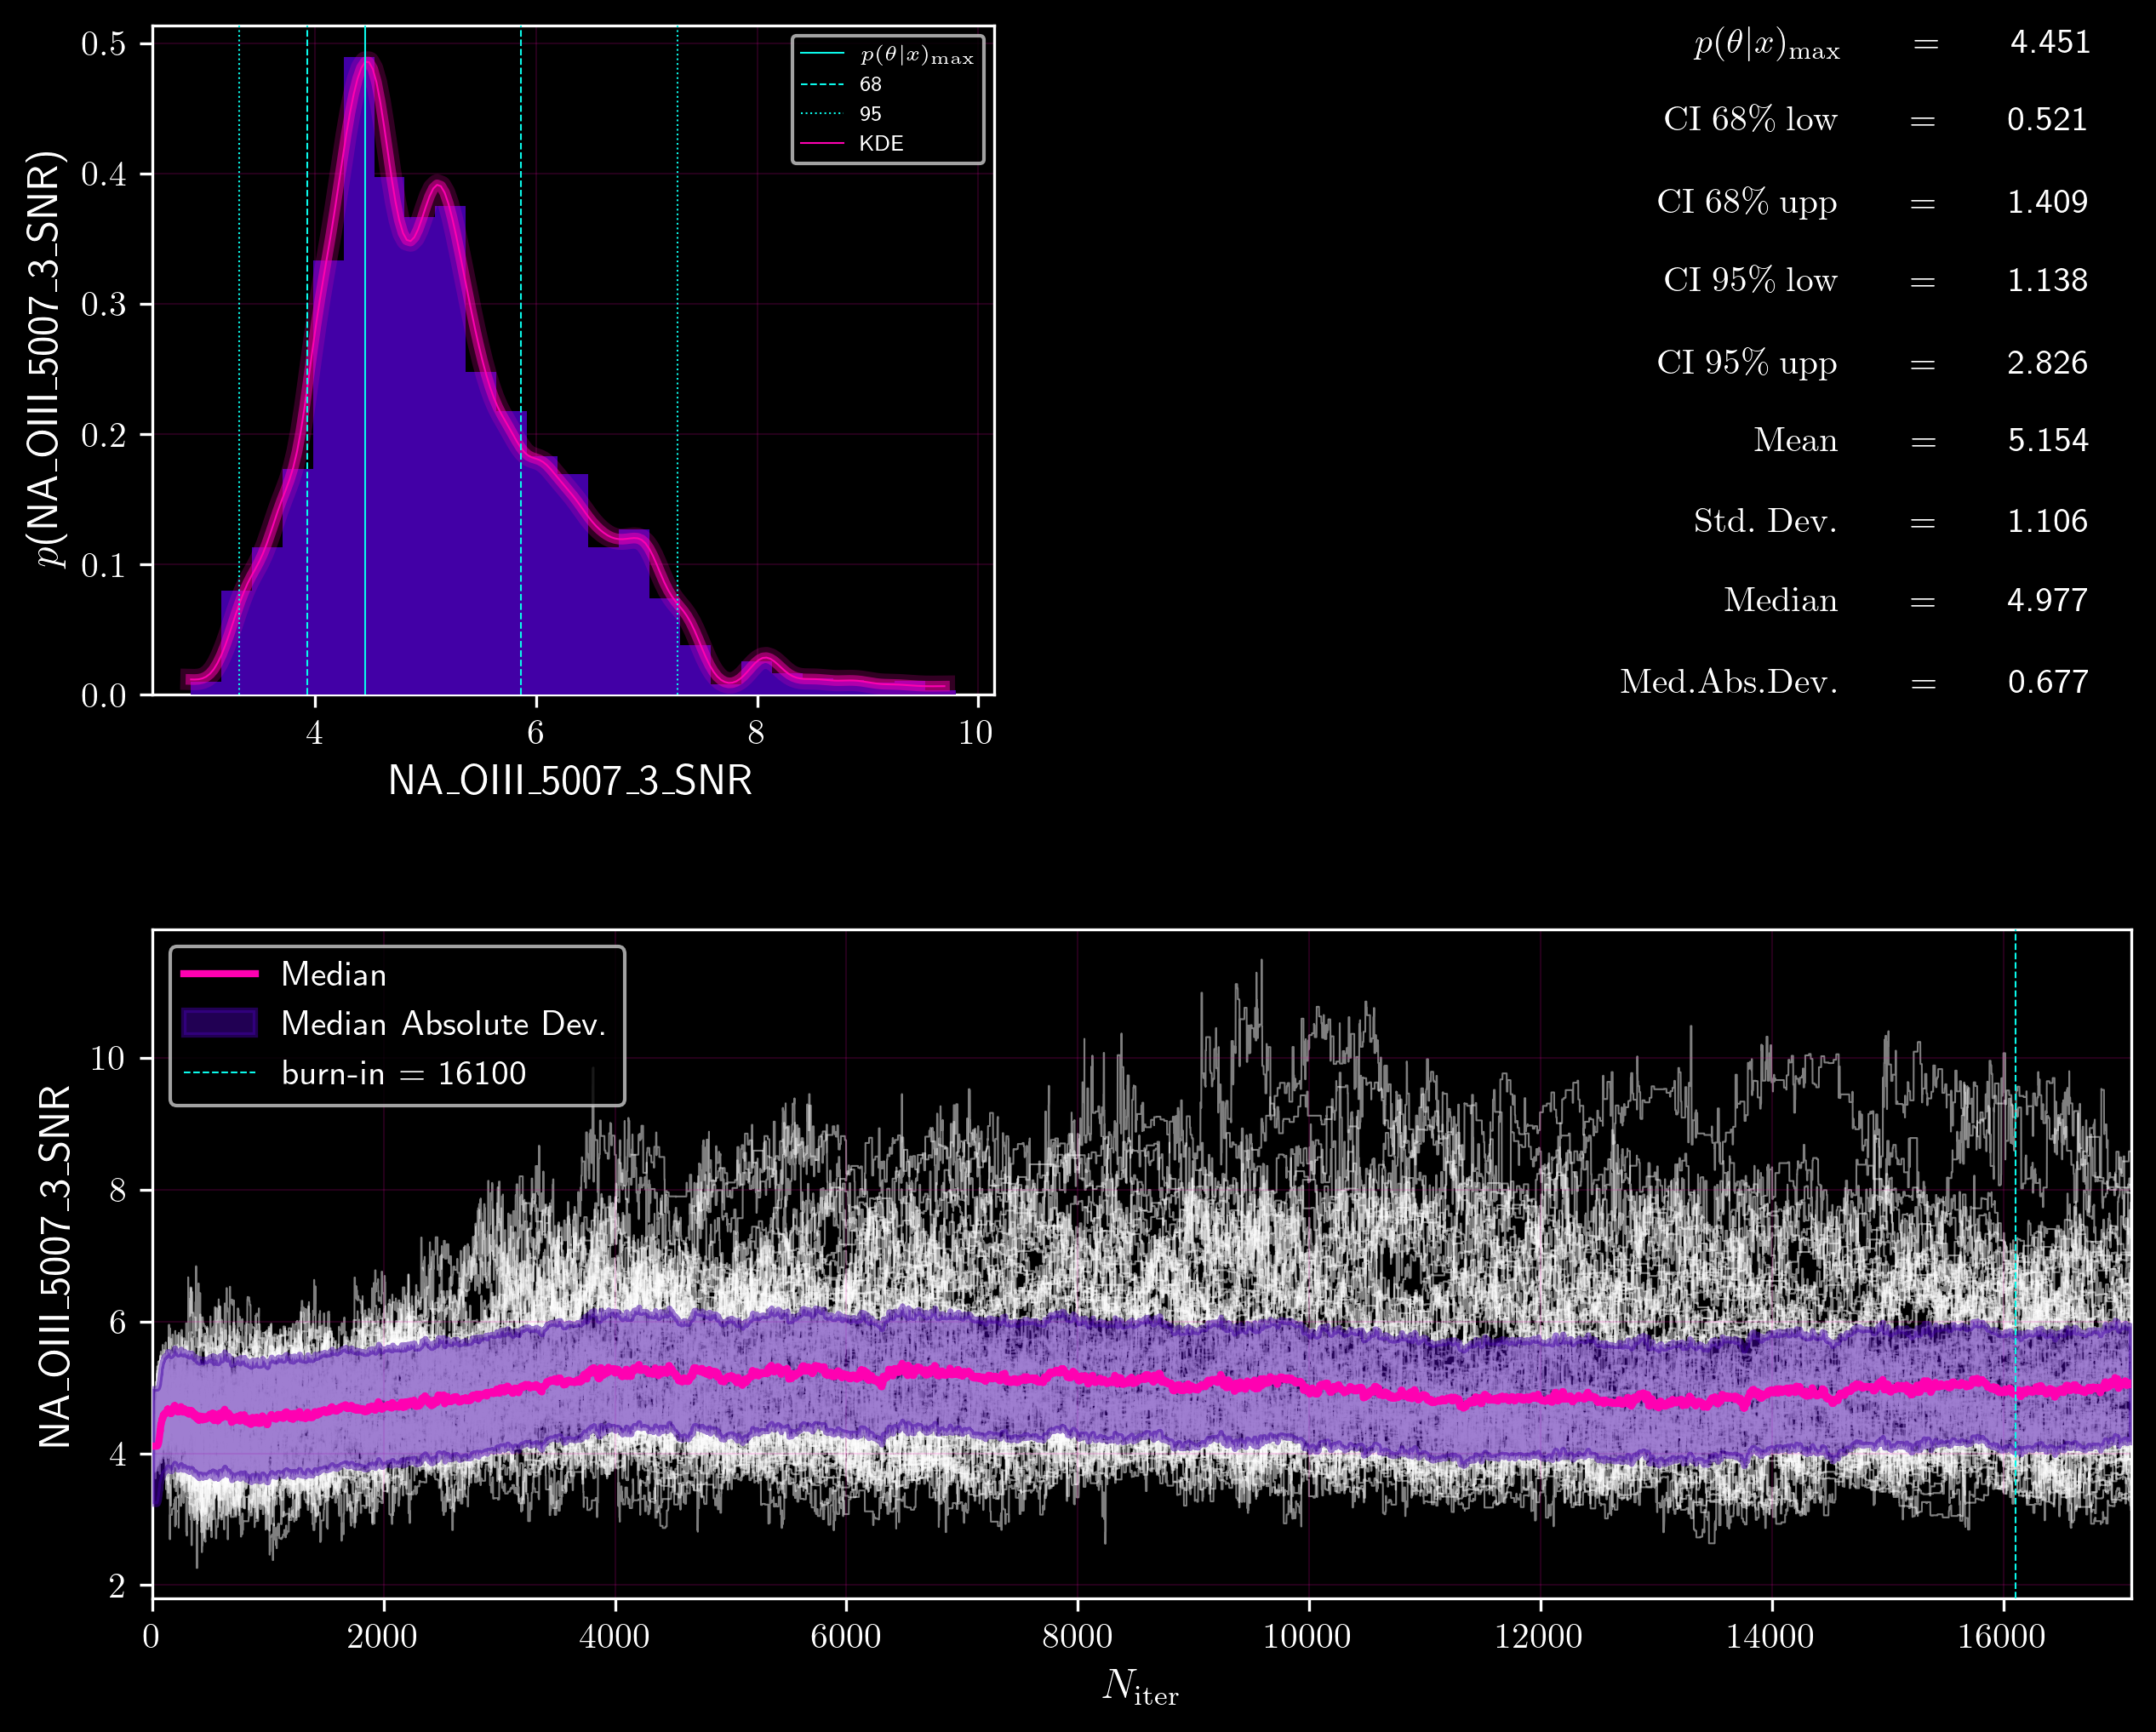 0.5
0.4
0.3
0.2
0.1
0.0
p(NA_OIII_5007_3_SNR)
4 6 8 10
NA_OIII_5007_3_SNR
p(θ|x)max
68
95
KDE
p(θ|x)max = 4.451
CI 68% low = 0.521
CI 68% upp = 1.409
CI 95% low = 1.138
CI 95% upp = 2.826
Mean = 5.154
Std. Dev. = 1.106
Median = 4.977
Med.Abs.Dev. = 0.677
Median
Median Absolute Dev.
burn-in = 16100
10
8
6
4
2
NA_OIII_5007_3_SNR
0 2000 4000 6000 8000 10000 12000 14000 16000
Niter